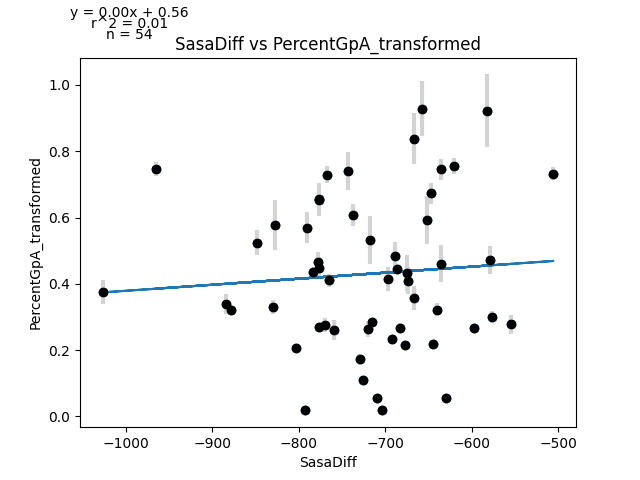 y = 0.00x + 0.56
r^2 = 0.01
n = 54
SasaDiff vs PercentGpA_transformed
PercentGpA_transformed
1.0
0.8
0.6
0.4
0.2
0.0
−1000 −900 −800 −700 −600 −500
SasaDiff